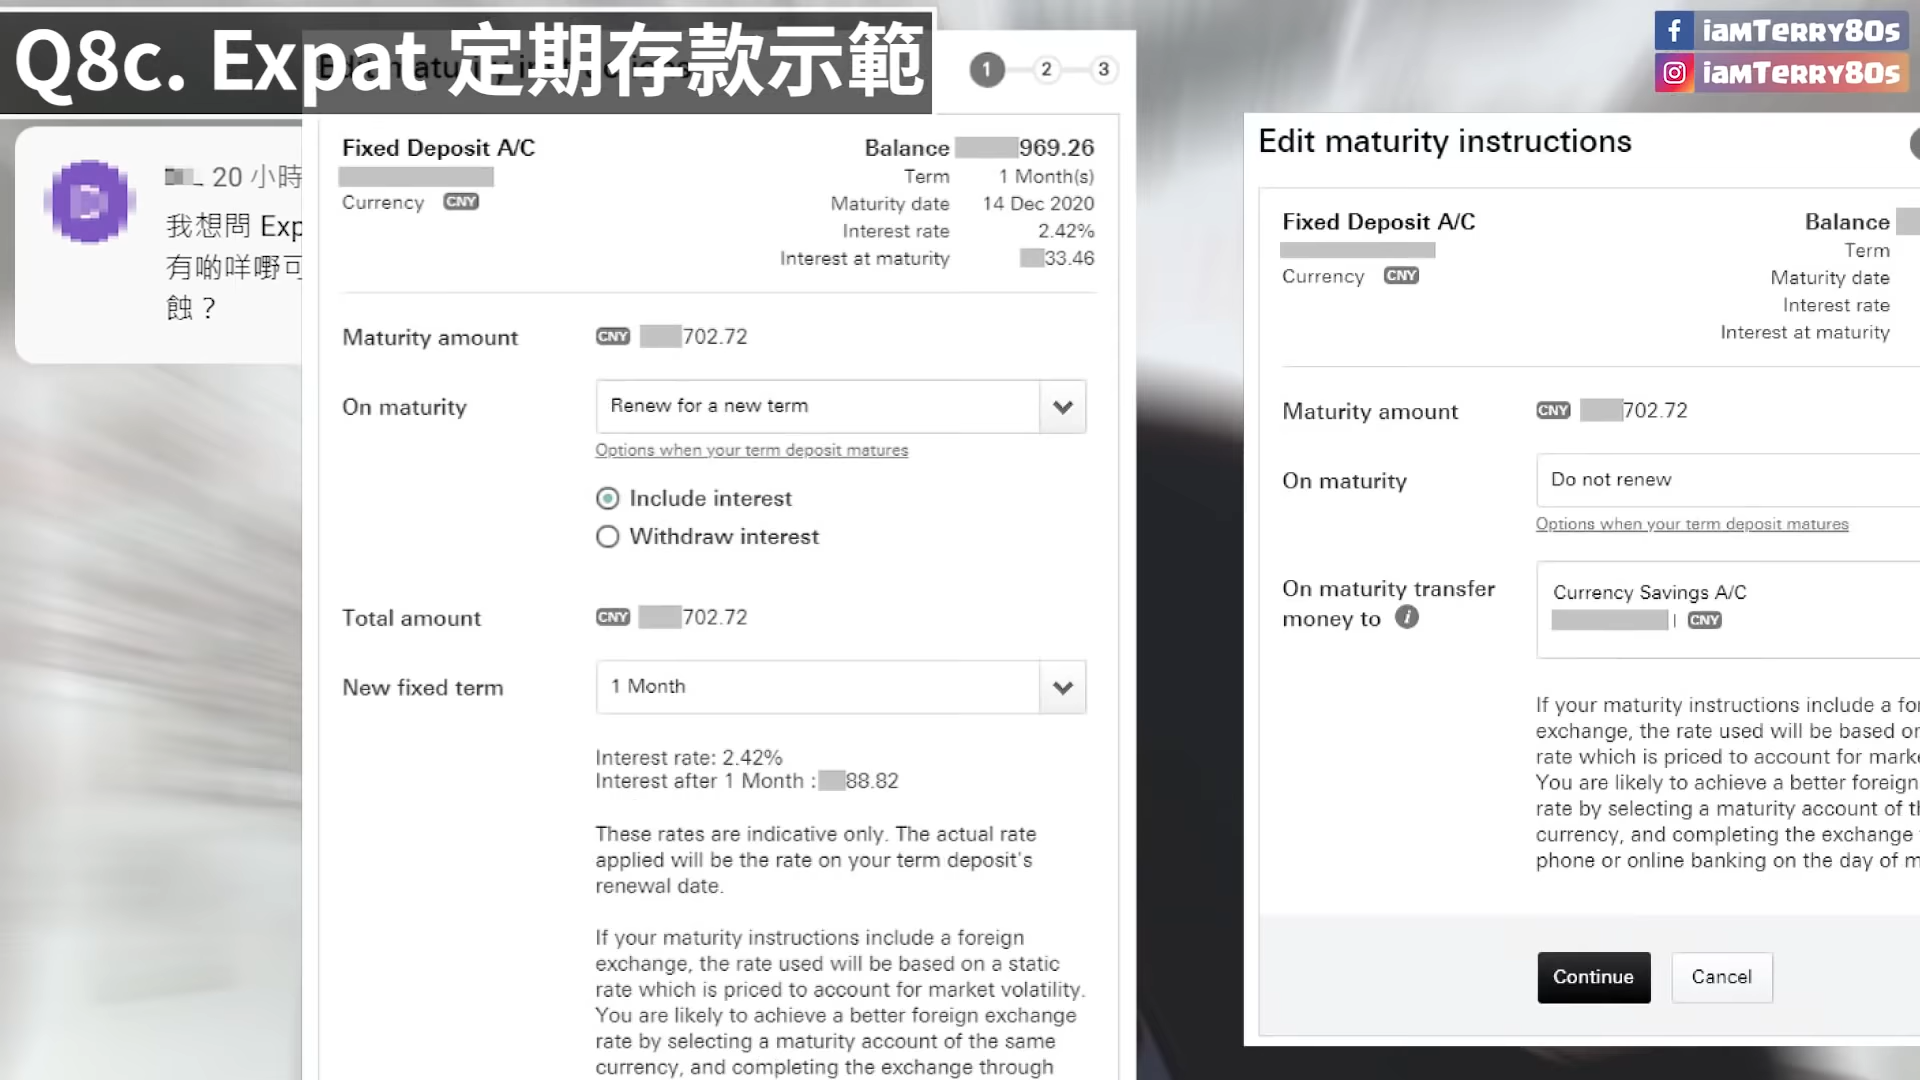 Q8c. Expat 定期存款示範
1
2
3
iamTerry80s
iamTerry80s
20 小時
我想問 Exp
有啲咩嘢可
蝕？
Fixed Deposit A/C
Currency CNY
Balance 969.26
Term 1 Month(s)
Maturity date 14 Dec 2020
Interest rate 2.42%
Interest at maturity 33.46
Maturity amount CNY 702.72
On maturity Renew for a new term
Options when your term deposit matures
Include interest
Withdraw interest
Total amount CNY 702.72
New fixed term 1 Month
Interest rate: 2.42%
Interest after 1 Month : 88.82
These rates are indicative only. The actual rate
applied will be the rate on your term deposit's
renewal date.
If your maturity instructions include a foreign
exchange, the rate used will be based on a static
rate which is priced to account for market volatility.
You are likely to achieve a better foreign exchange
rate by selecting a maturity account of the same
currency, and completing the exchange through
Edit maturity instructions
Fixed Deposit A/C
Currency CNY
Balance
Term
Maturity date
Interest rate
Interest at maturity
Maturity amount CNY 702.72
On maturity Do not renew
Options when your term deposit matures
On maturity transfer
money to
Currency Savings A/C
| CNY
If your maturity instructions include a for
exchange, the rate used will be based on
rate which is priced to account for marke
You are likely to achieve a better foreign
rate by selecting a maturity account of th
currency, and completing the exchange
phone or online banking on the day of m
Continue
Cancel